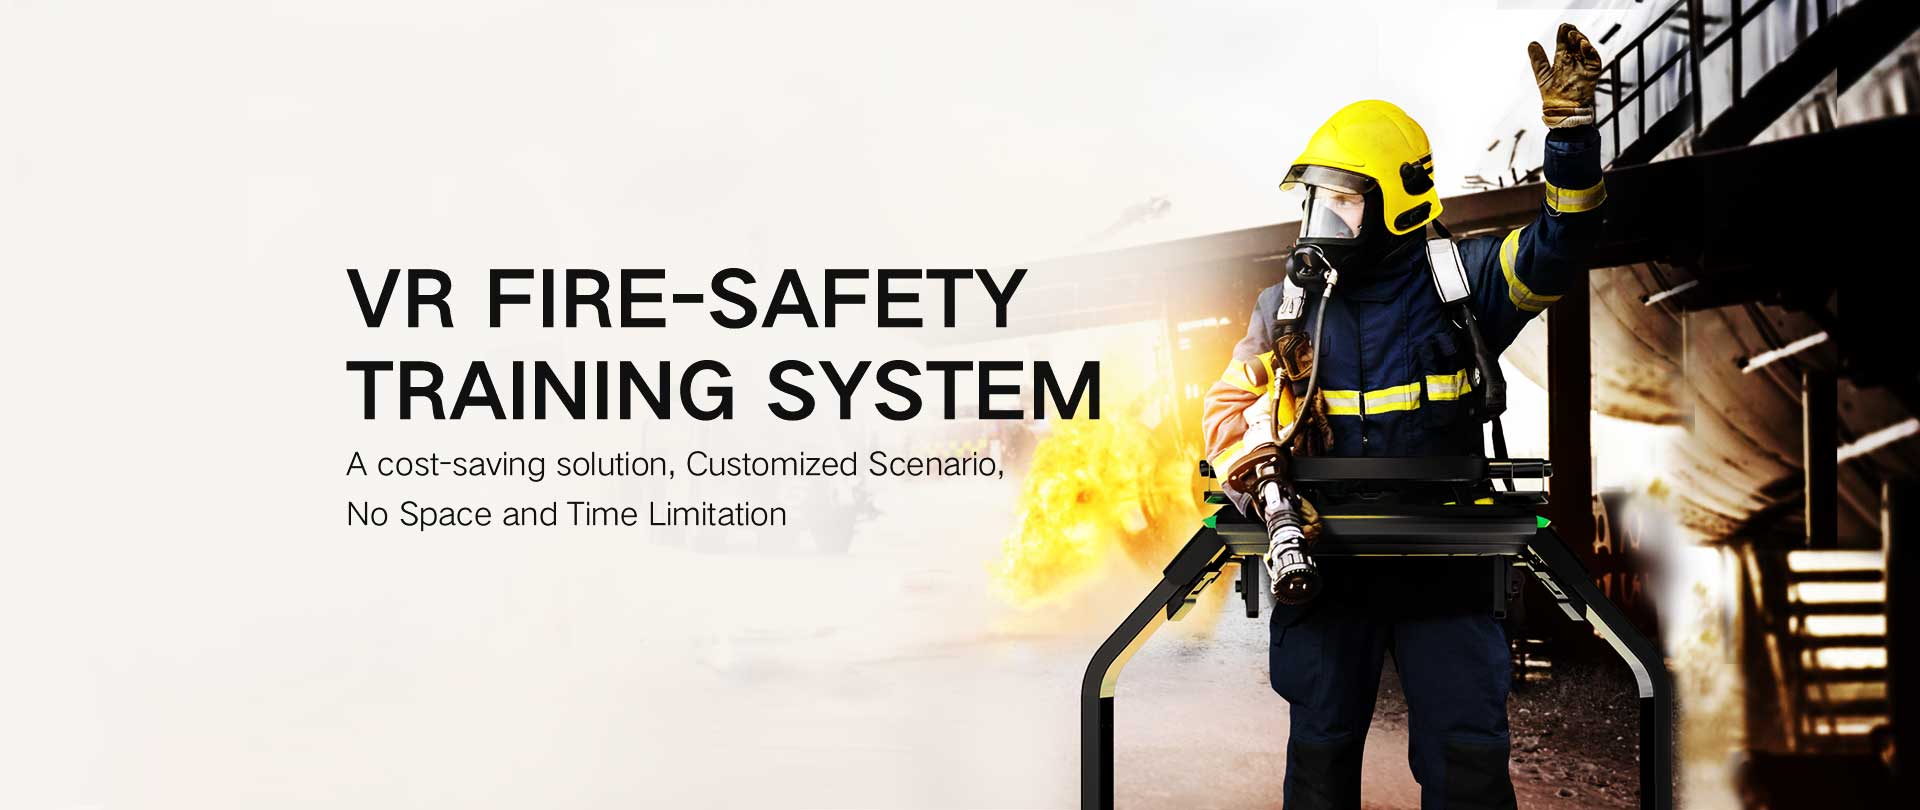 VR FIRE-SAFETY
TRAINING SYSTEM
A cost-saving solution, Customized Scenario,
No Space and Time Limitation